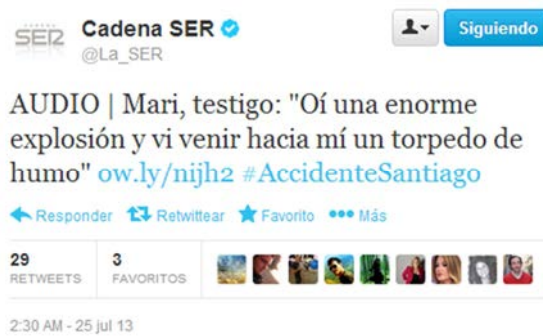 SER
Cadena SER
@La_SER
Siguiendo
AUDIO | Mari, testigo: "Oí una enorme
explosión y vi venir hacia mí un torpedo de
humo" ow.ly/nijh2 #AccidenteSantiago
Responder Retwittear Favorito Más
29 3
RETWEETS FAVORITOS
2:30 AM - 25 jul 13